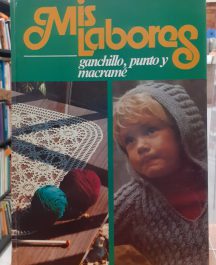 Mis
Labores
ganchillo, punto y
macramé